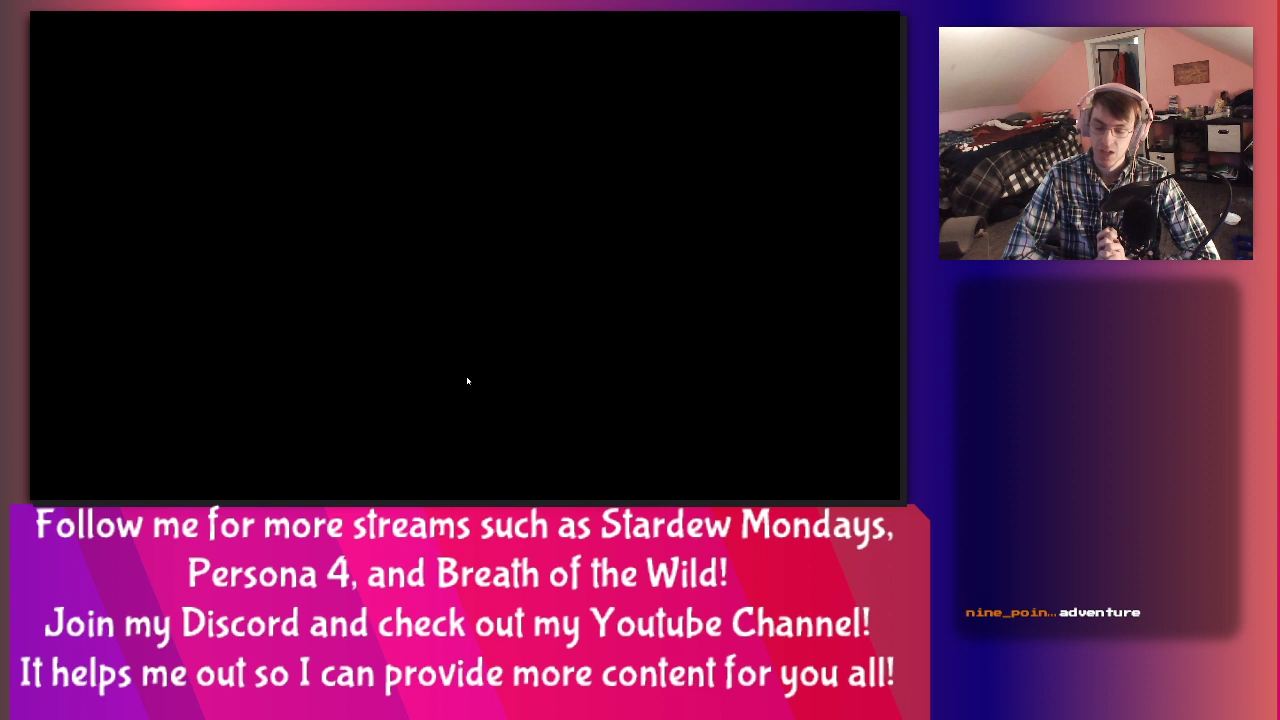 Follow me for more streams such as Stardew Mondays,
Persona 4, and Breath of the Wild!
Join my Discord and check out my Youtube Channel!
It helps me out so I can provide more content for you all!
nine_poin... adventure